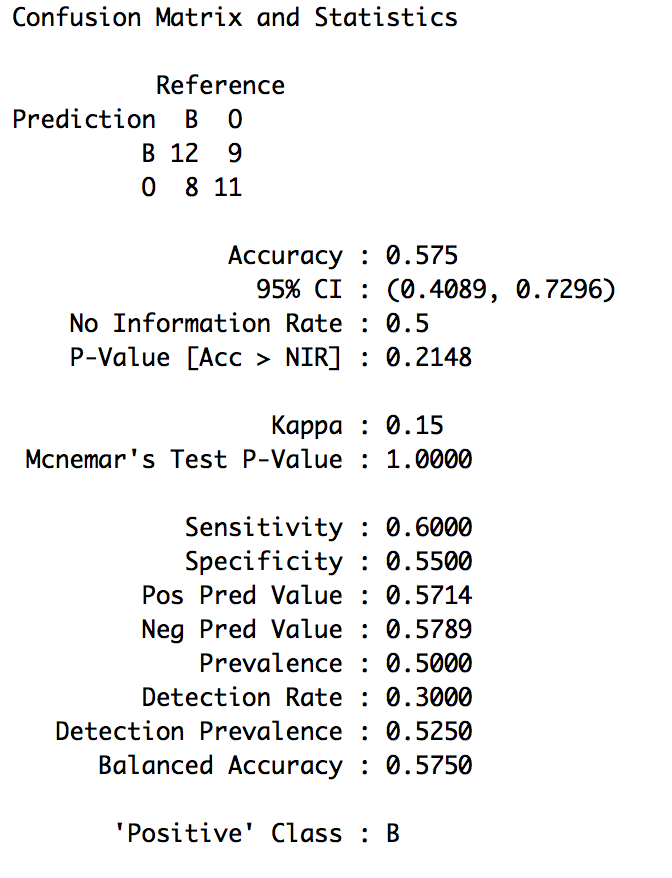 Confusion Matrix and Statistics
Reference
Prediction B O
B 12 9
O 8 11
Accuracy : 0.575
95% CI : (0.4089, 0.7296)
No Information Rate : 0.5
P-Value [Acc > NIR] : 0.2148
Kappa : 0.15
Mcnemar's Test P-Value : 1.0000
Sensitivity : 0.6000
Specificity : 0.5500
Pos Pred Value : 0.5714
Neg Pred Value : 0.5789
Prevalence : 0.5000
Detection Rate : 0.3000
Detection Prevalence : 0.5250
Balanced Accuracy : 0.5750
'Positive' Class : B